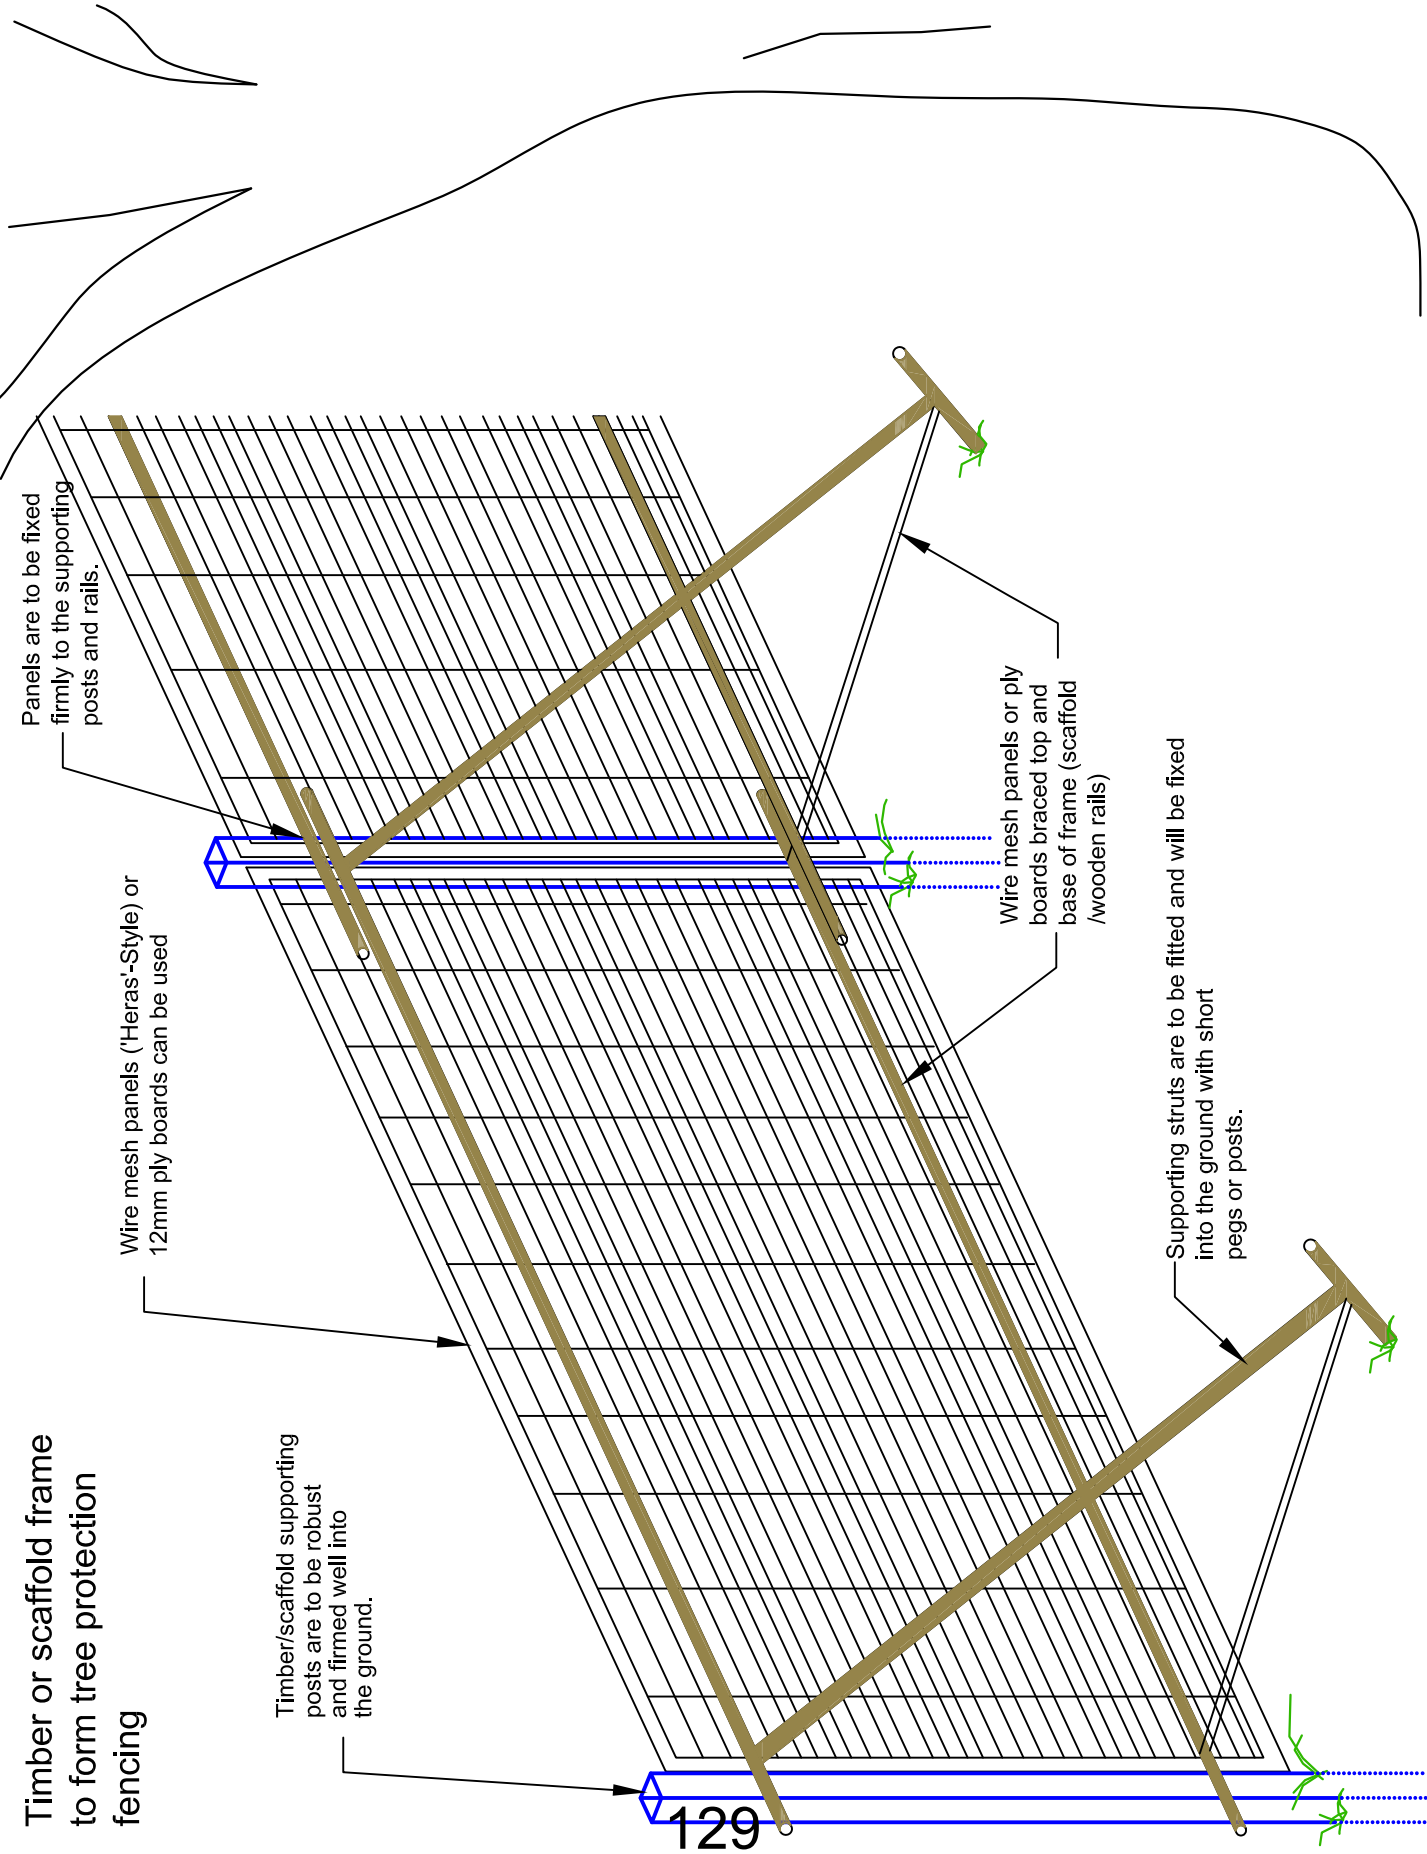 Timber or scaffold frame
to form tree protection
fencing
Timber/scaffold supporting
posts are to be robust
and firmed well into
the ground.
Wire mesh panels ('Heras'-Style) or
12mm ply boards can be used
Panels are to be fixed
firmly to the supporting
posts and rails.
Wire mesh panels or ply
boards braced top and
base of frame (scaffold
/wooden rails)
Supporting struts are to be fitted and will be fixed
into the ground with short
pegs or posts.
129